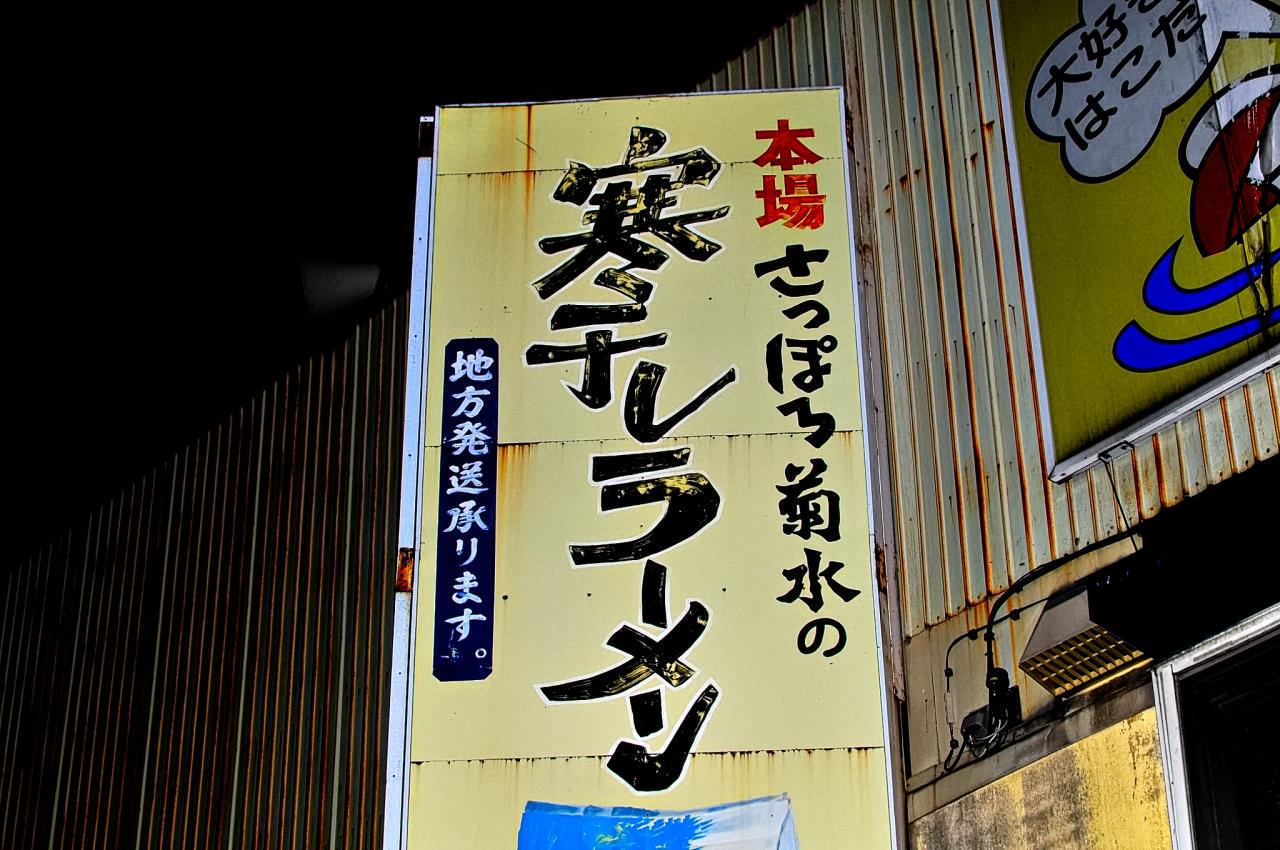 本場
さっぽろ菊水の
寒干しラーメン
地方発送承ります。
大好き
はこだ